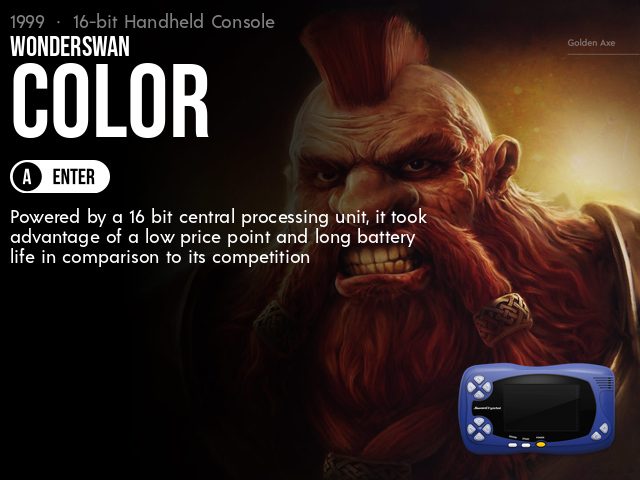 1999 · 16-bit Handheld Console
WONDERSWAN
COLOR
Golden Axe
A ENTER
Powered by a 16 bit central processing unit, it took
advantage of a low price point and long battery
life in comparison to its competition
SwanCrystal